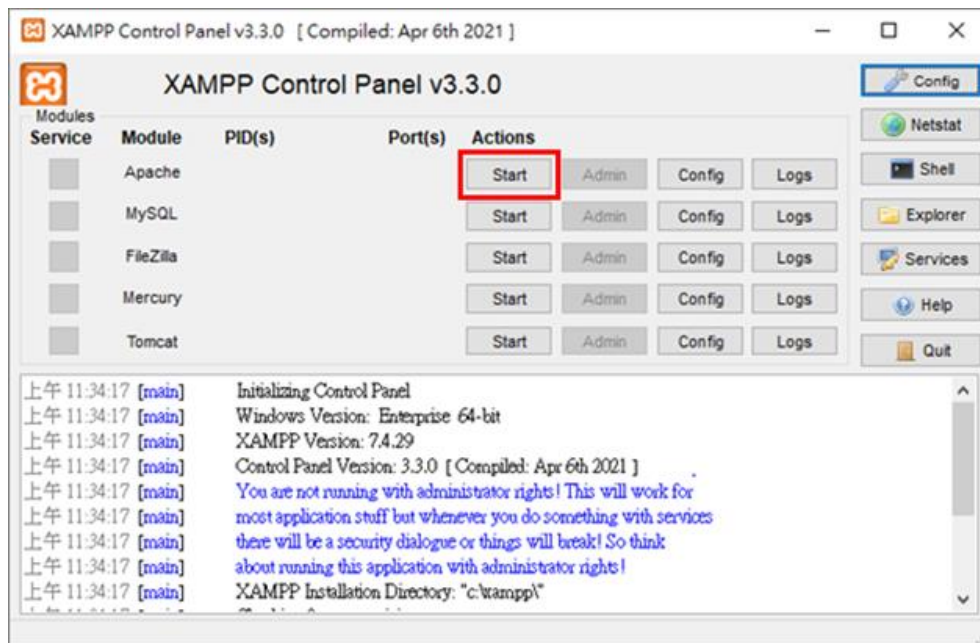 XAMPP Control Panel v3.3.0 [ Compiled: Apr 6th 2021 ]
XAMPP Control Panel v3.3.0
Config
Modules
Service Module PID(s) Port(s) Actions
Netstat
Apache Start Admin Config Logs
Shell
MySQL Start Admin Config Logs
Explorer
FileZilla Start Admin Config Logs
Services
Mercury Start Admin Config Logs
Help
Tomcat Start Admin Config Logs
Quit
上午 11:34:17 [main] Initializing Control Panel
上午 11:34:17 [main] Windows Version: Enterprise 64-bit
上午 11:34:17 [main] XAMPP Version: 7.4.29
上午 11:34:17 [main] Control Panel Version: 3.3.0 [ Compiled: Apr 6th 2021 ]
上午 11:34:17 [main] You are not running with administrator rights! This will work for
上午 11:34:17 [main] most application stuff but whenever you do something with services
上午 11:34:17 [main] there will be a security dialogue or things will break! So think
上午 11:34:17 [main] about running this application with administrator rights!
上午 11:34:17 [main] XAMPP Installation Directory: "c:\xampp\"